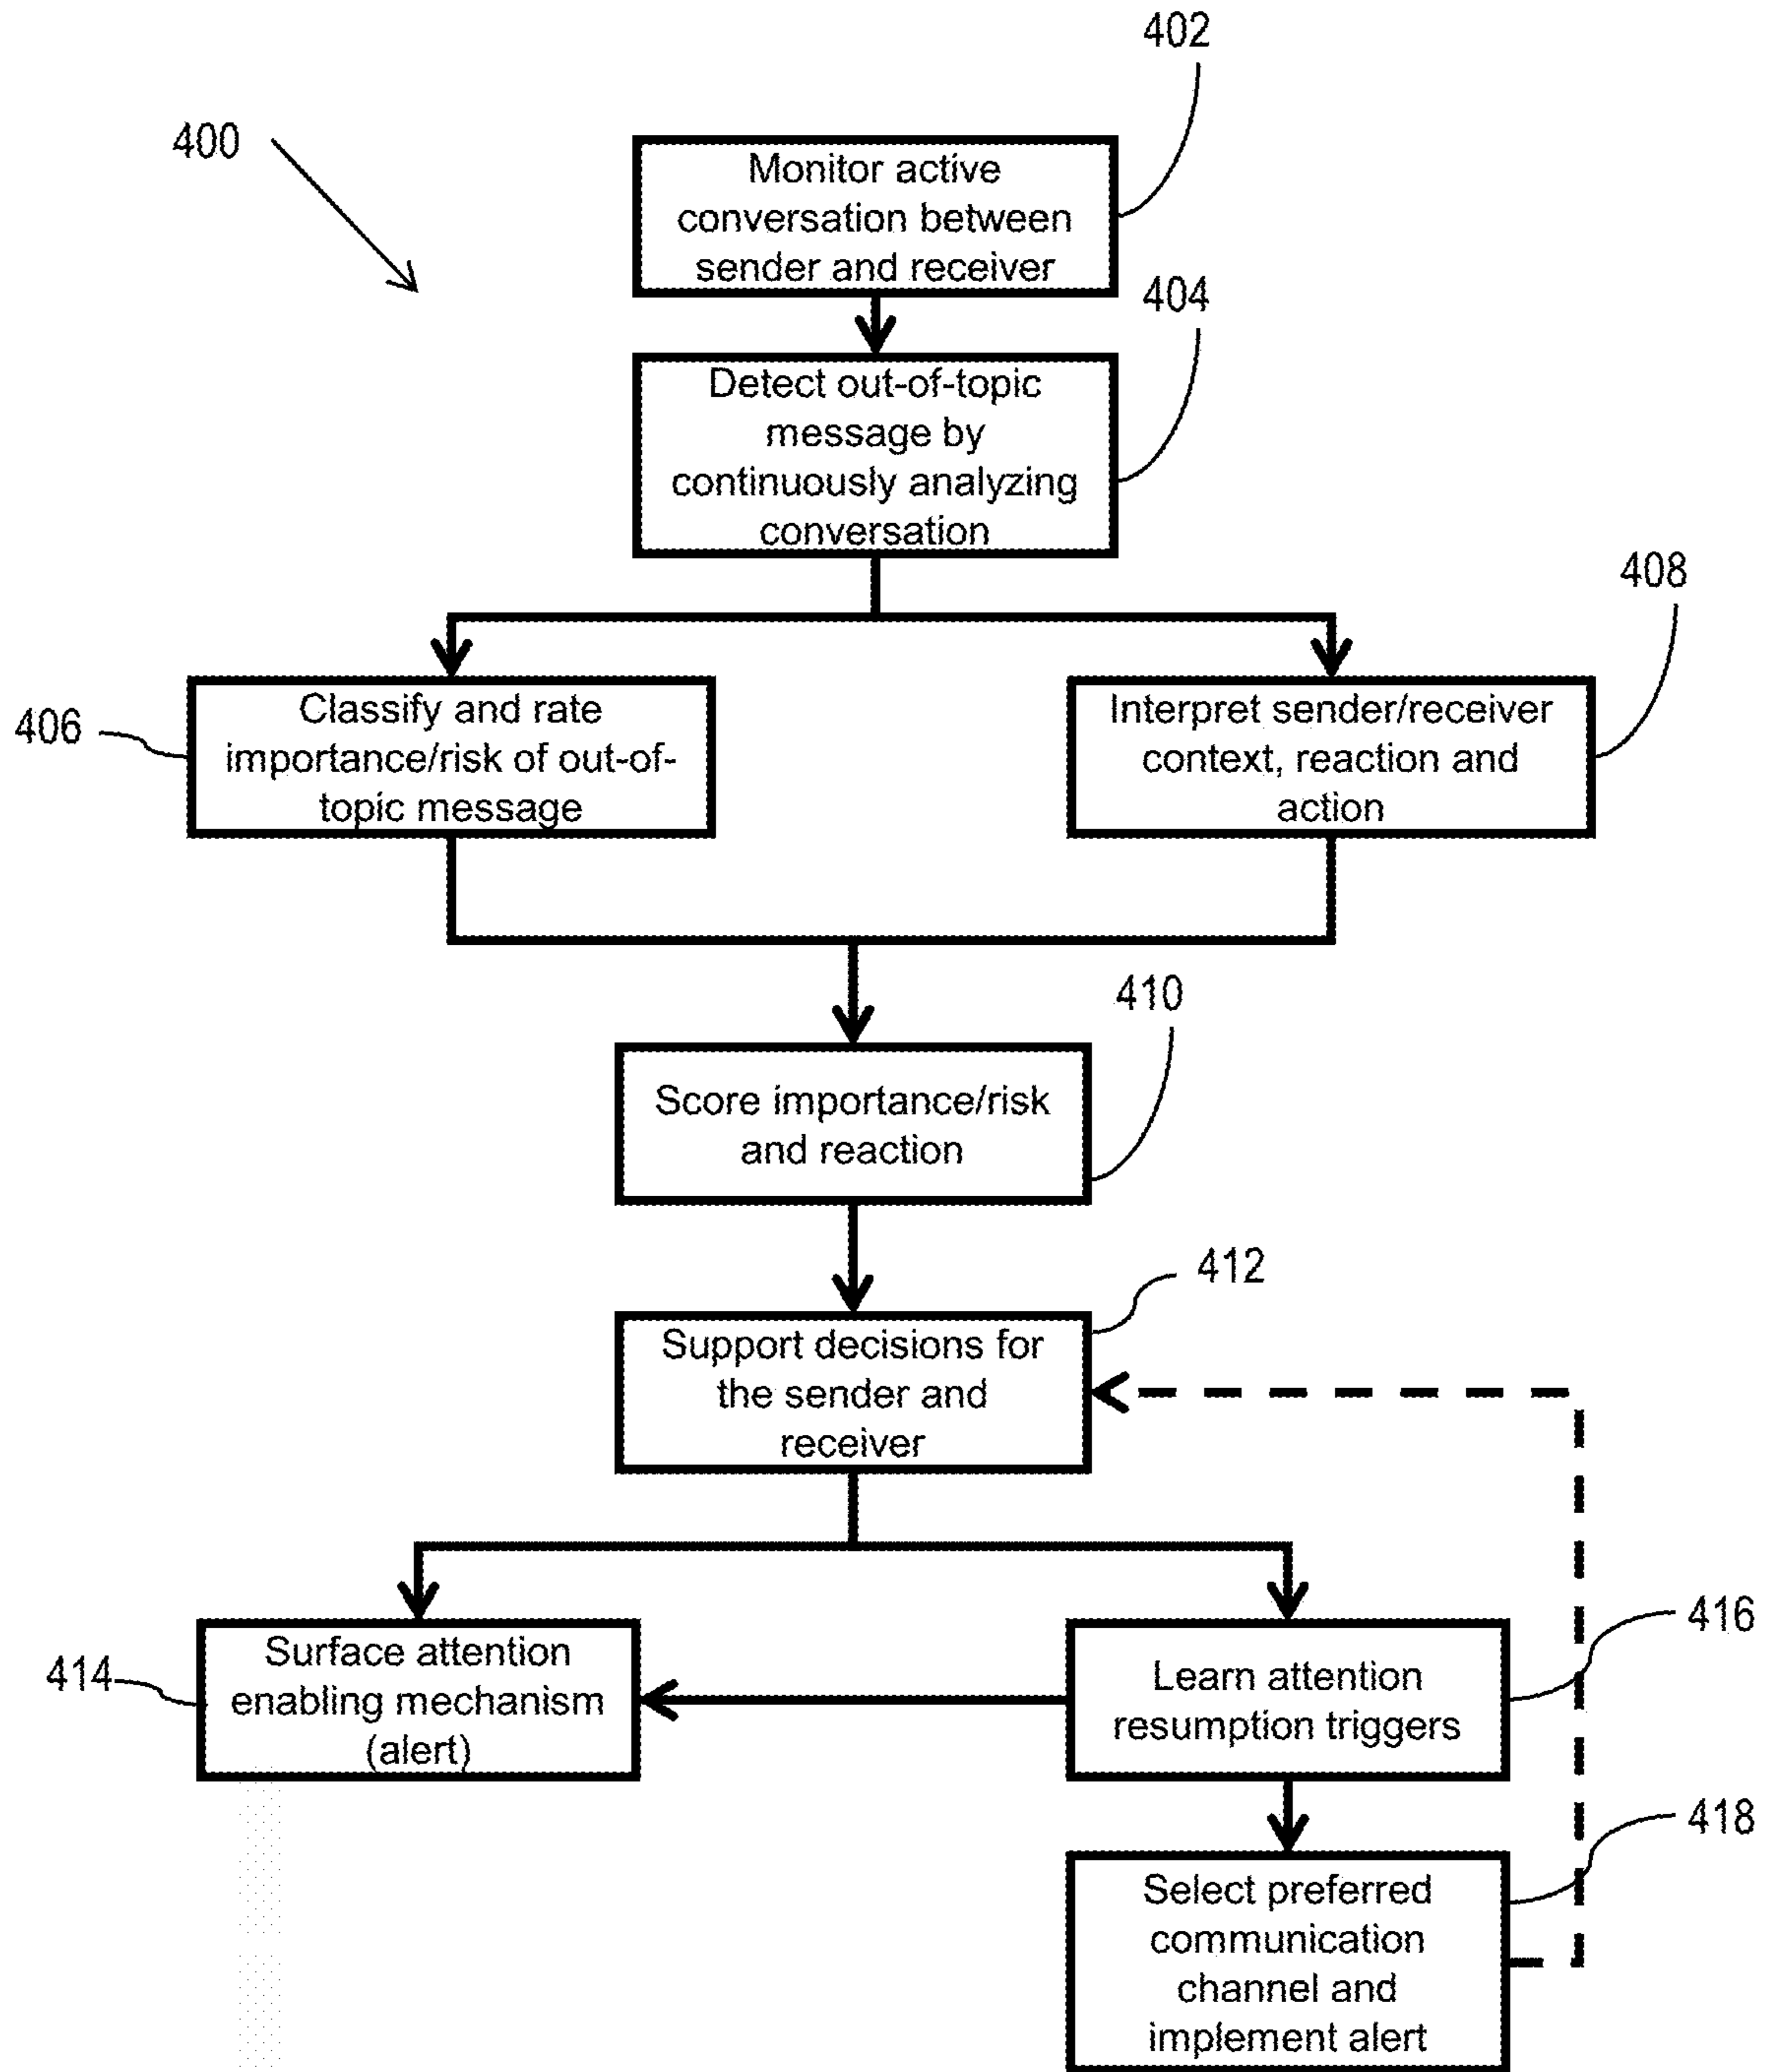 402
400
Monitor active
conversation between
sender and receiver
404
Detect out-of-topic
message by
continuously analyzing
conversation
408
406
Classify and rate
importance/risk of out-of-
topic message
Interpret sender/receiver
context, reaction and
action
410
Score importance/risk
and reaction
412
Support decisions for
the sender and
receiver
414
Surface attention
enabling mechanism
(alert)
416
Learn attention
resumption triggers
418
Select preferred
communication
channel and
implement alert